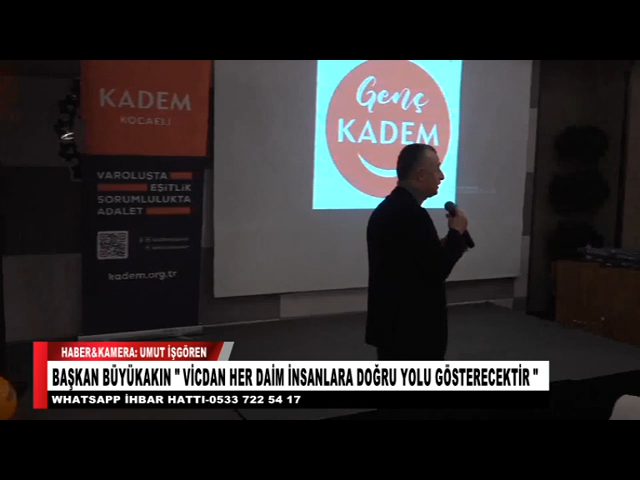 Genç
KADEM
KADEM
KOCAELİ
VAROLUŞTA
EŞİTLİK
SORUMLULUKTA
ADALET
kadem.org.tr
HABER&KAMERA: UMUT İŞGÖREN
BAŞKAN BÜYÜKAKIN " VİCDAN HER DAİM İNSANLARA DOĞRU YOLU GÖSTERECEKTİR "
WHATSAPP İHBAR HATTI-0533 722 54 17